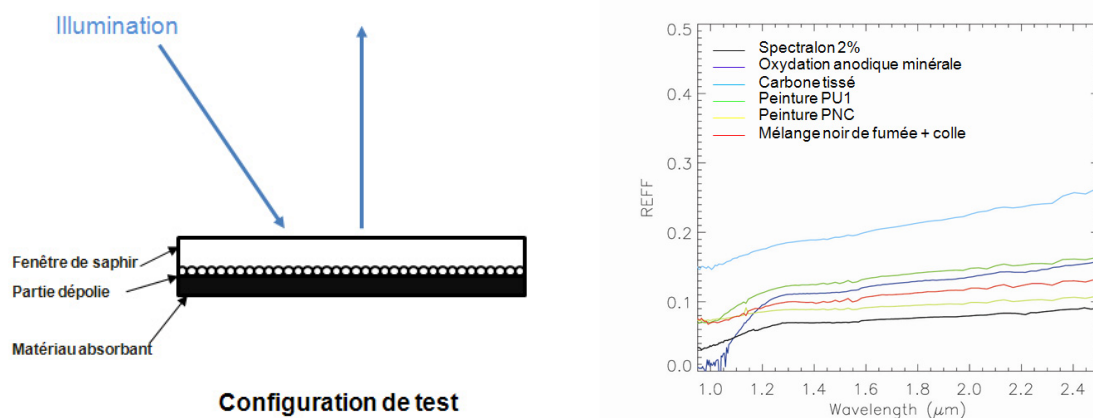 Illumination
Fenêtre de saphir
Partie dépolie
Matériau absorbant
Configuration de test
0.5
0.4
0.3
0.2
0.1
0.0
REFF
Spectralon 2%
Oxydation anodique minérale
Carbone tissé
Peinture PU1
Peinture PNC
Mélange noir de fumée + colle
1.0 1.2 1.4 1.6 1.8 2.0 2.2 2.4
Wavelength (μm)